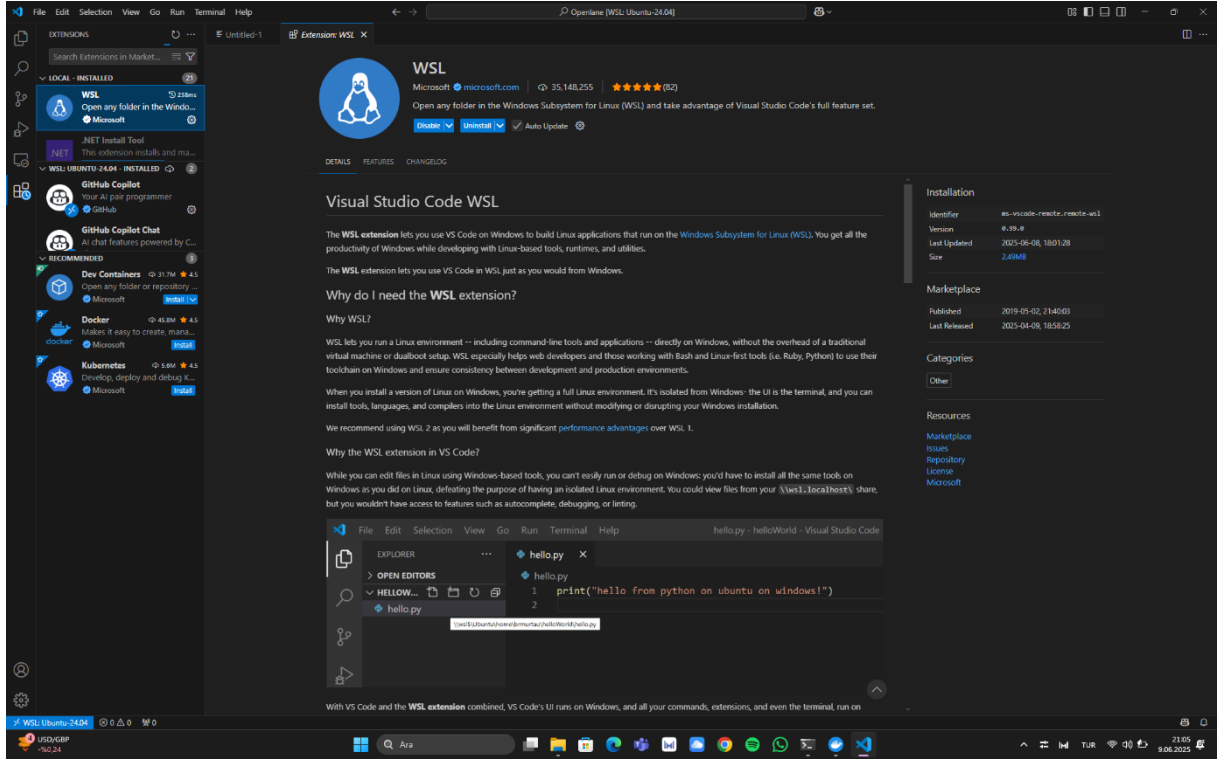 File Edit Selection View Go Run Terminal Help
Openlane [WSL: Ubuntu-24.04]
EXTENSIONS
Untitled-1
Extension: WSL
Search Extensions in Market...
LOCAL - INSTALLED 21
WSL 238ms
Open any folder in the Windo...
Microsoft
.NET
.NET Install Tool
This extension installs and ma...
WSL: UBUNTU-24.04 - INSTALLED 2
GitHub Copilot
Your AI pair programmer
GitHub
GitHub Copilot Chat
AI chat features powered by C...
RECOMMENDED 3
Dev Containers 31.7M 4.5
Open any folder or repository ...
Microsoft Install
Docker 45.8M 4.5
Makes it easy to create, mana...
docker Microsoft Install
Kubernetes 5.6M 4.5
Develop, deploy and debug K...
Microsoft Install
WSL
Microsoft microsoft.com 35,148,255 (82)
Open any folder in the Windows Subsystem for Linux (WSL) and take advantage of Visual Studio Code's full feature set.
Disable Uninstall Auto Update
DETAILS FEATURES CHANGELOG
Visual Studio Code WSL
The WSL extension lets you use VS Code on Windows to build Linux applications that run on the Windows Subsystem for Linux (WSL). You get all the
productivity of Windows while developing with Linux-based tools, runtimes, and utilities.
The WSL extension lets you use VS Code in WSL just as you would from Windows.
Why do I need the WSL extension?
Why WSL?
WSL lets you run a Linux environment -- including command-line tools and applications -- directly on Windows, without the overhead of a traditional
virtual machine or dualboot setup. WSL especially helps web developers and those working with Bash and Linux-first tools (i.e. Ruby, Python) to use their
toolchain on Windows and ensure consistency between development and production environments.
When you install a version of Linux on Windows, you're getting a full Linux environment. It's isolated from Windows- the UI is the terminal, and you can
install tools, languages, and compilers into the Linux environment without modifying or disrupting your Windows installation.
We recommend using WSL 2 as you will benefit from significant performance advantages over WSL 1.
Why the WSL extension in VS Code?
While you can edit files in Linux using Windows-based tools, you can't easily run or debug on Windows: you'd have to install all the same tools on
Windows as you did on Linux, defeating the purpose of having an isolated Linux environment. You could view files from your \\wsl.localhost\ share,
but you wouldn't have access to features such as autocomplete, debugging, or linting.
File Edit Selection View Go Run Terminal Help hello.py - helloWorld - Visual Studio Code
EXPLORER
hello.py
OPEN EDITORS
hello.py
HELLOW...
1 print("hello from python on ubuntu on windows!")
hello.py
2
\\wsl$\Ubuntu\home\brmurtau\helloWorld\hello.py
With VS Code and the WSL extension combined, VS Code's UI runs on Windows, and all your commands, extensions, and even the terminal, run on
Installation
Identifier ms-vscode-remote.remote-wsl
Version 0.99.0
Last Updated 2025-06-08, 18:01:28
Size 2.49MB
Marketplace
Published 2019-05-02, 21:40:03
Last Released 2025-04-09, 18:58:25
Categories
Other
Resources
Marketplace
Issues
Repository
License
Microsoft
WSL: Ubuntu-24.04 0 0 0
USD/GBP
-%0,24
Ara
TUR
21:05
9.06.2025